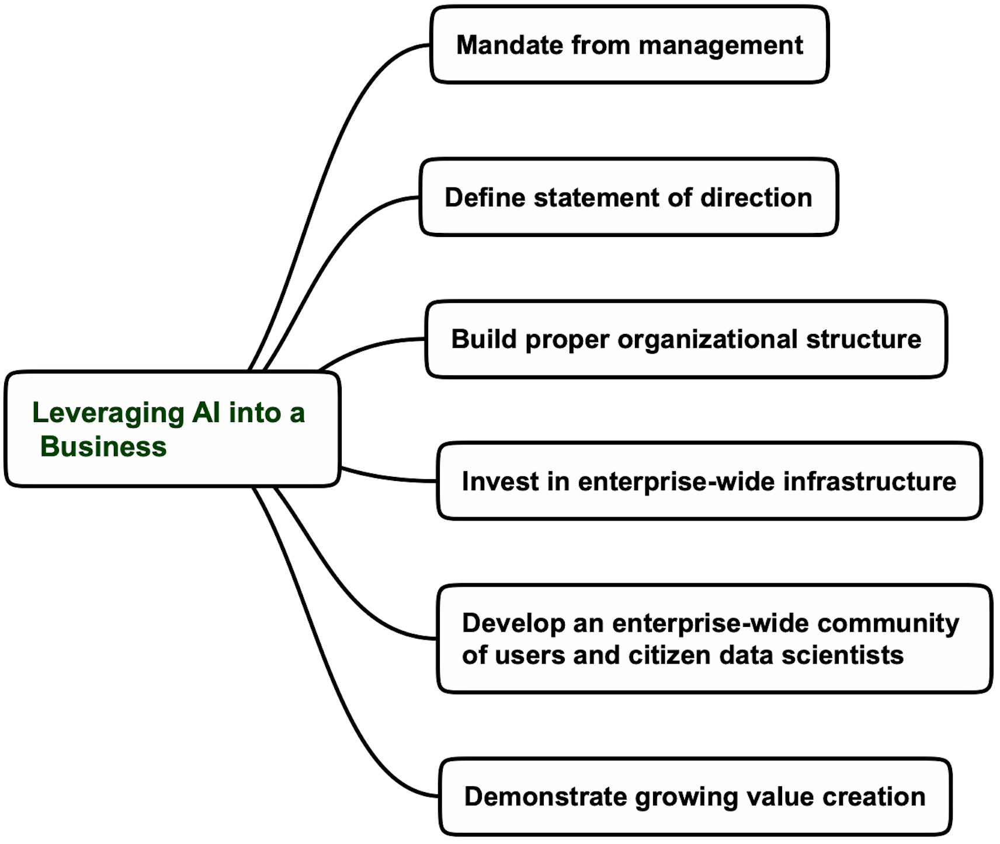 Mandate from management
Define statement of direction
Build proper organizational structure
Leveraging AI into a
Business
Invest in enterprise-wide infrastructure
Develop an enterprise-wide community
of users and citizen data scientists
Demonstrate growing value creation